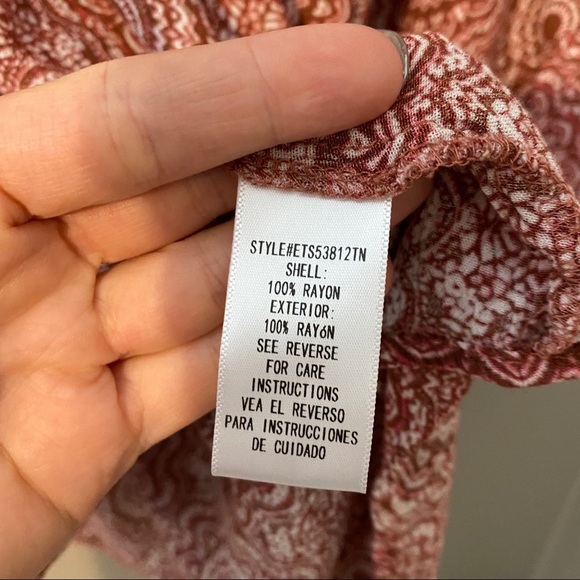 STYLE#ETS53812TN
SHELL:
100% RAYON
EXTERIOR:
100% RAYóN
SEE REVERSE
FOR CARE
INSTRUCTIONS
VEA EL REVERSO
PARA INSTRUCCIONES
DE CUIDADO